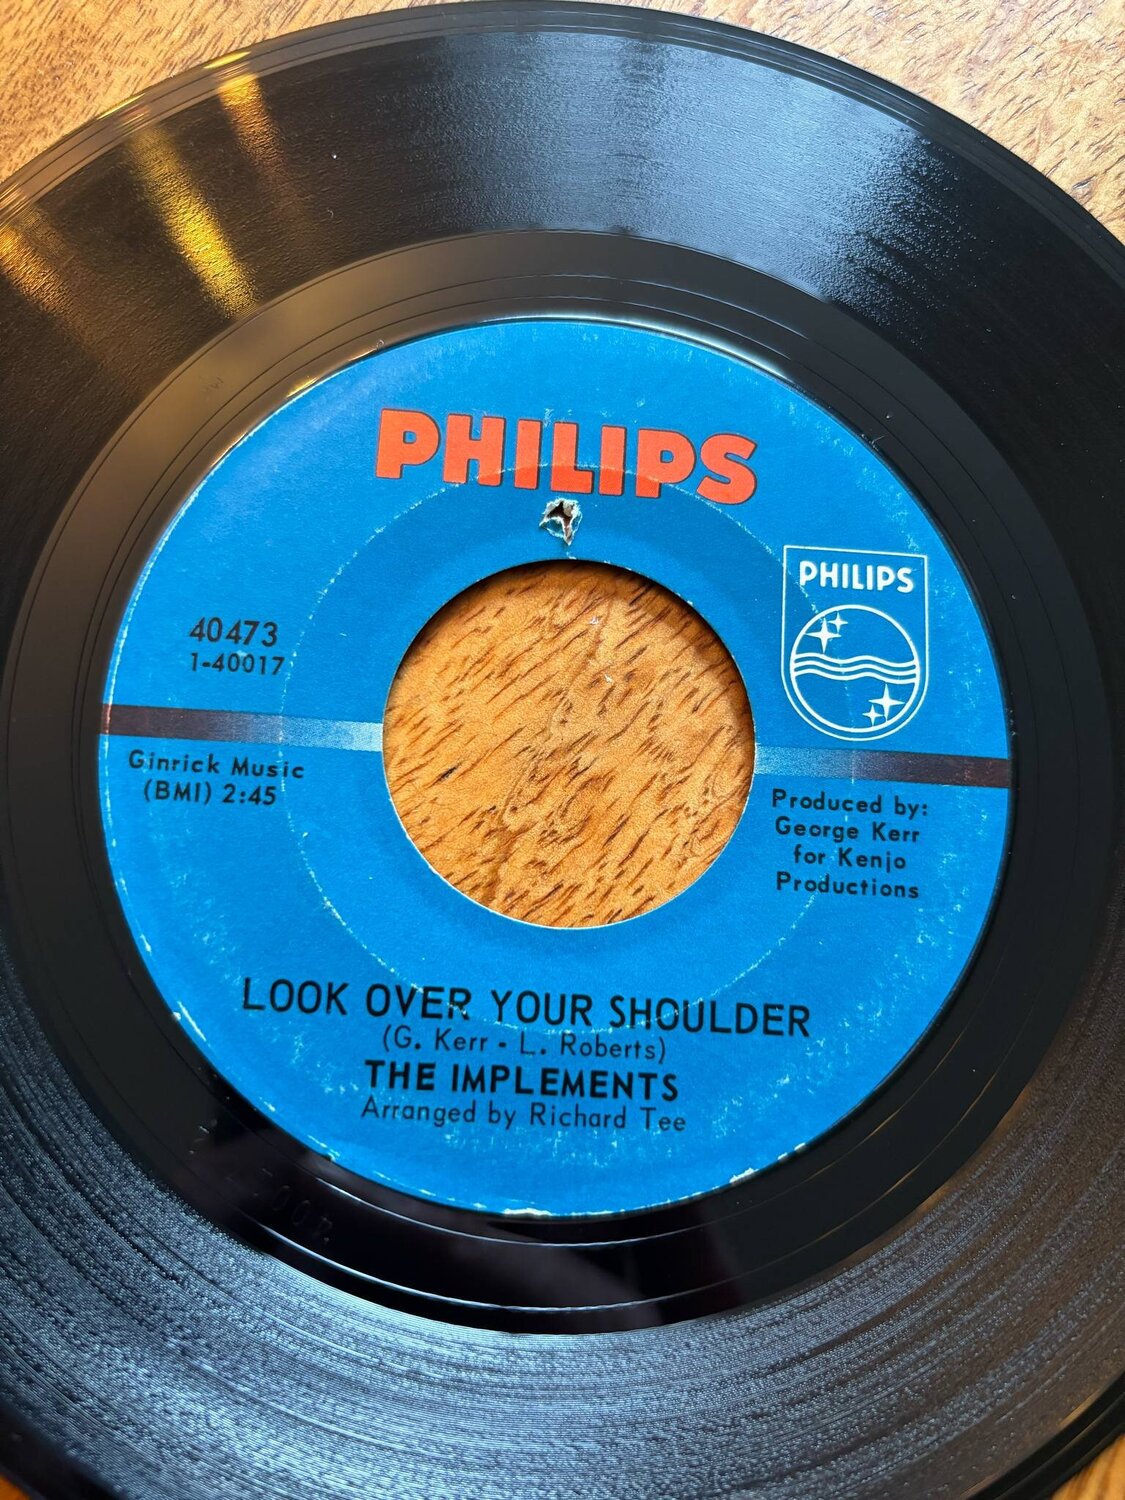 PHILIPS
PHILIPS
40473
1-40017
Ginrick Music
(BMI) 2:45
Produced by:
George Kerr
for Kenjo
Productions
LOOK OVER YOUR SHOULDER
(G. Kerr - L. Roberts)
THE IMPLEMENTS
Arranged by Richard Tee